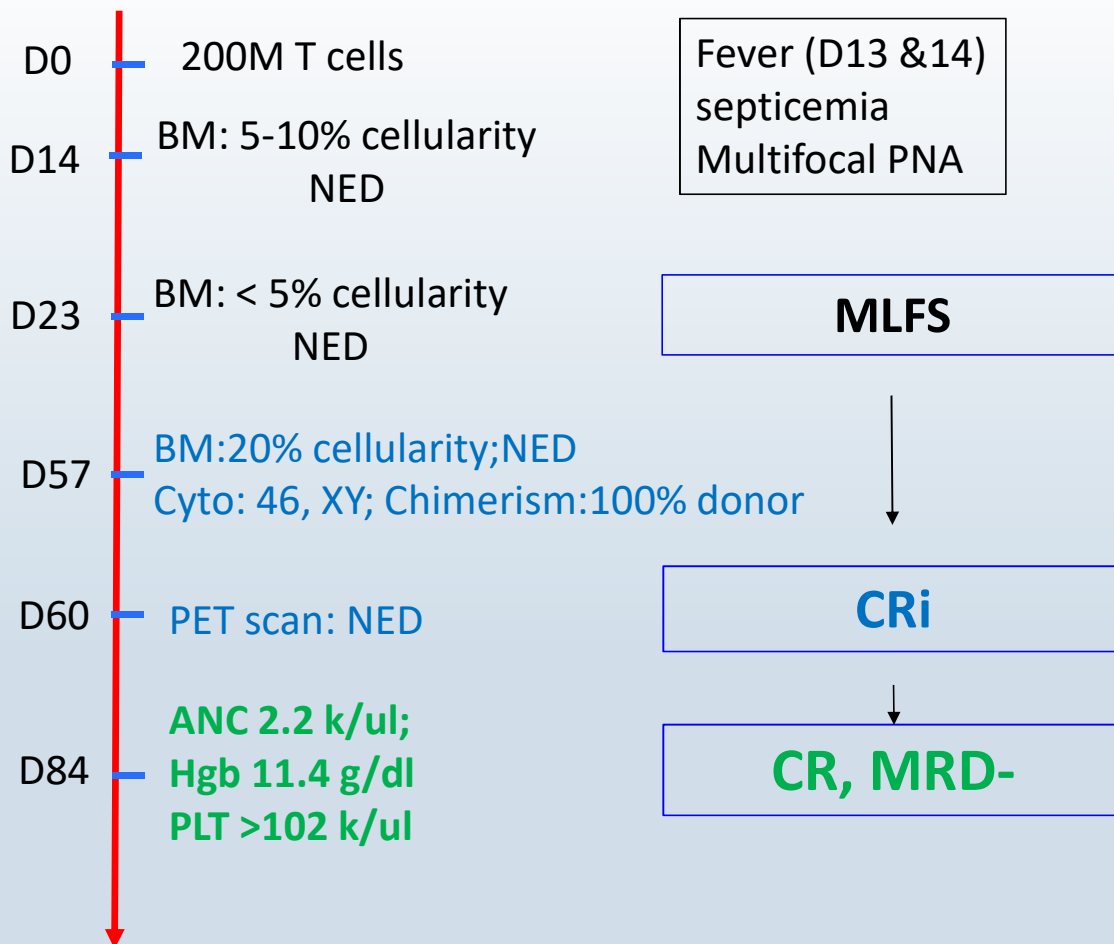 D0
200M T cells
Fever (D13 &14)
septicemia
Multifocal PNA
D14
BM: 5-10% cellularity
NED
D23
BM: < 5% cellularity
NED
MLFS
D57
BM:20% cellularity;NED
Cyto: 46, XY; Chimerism:100% donor
D60
PET scan: NED
CRi
D84
ANC 2.2 k/ul;
Hgb 11.4 g/dl
PLT >102 k/ul
CR, MRD-